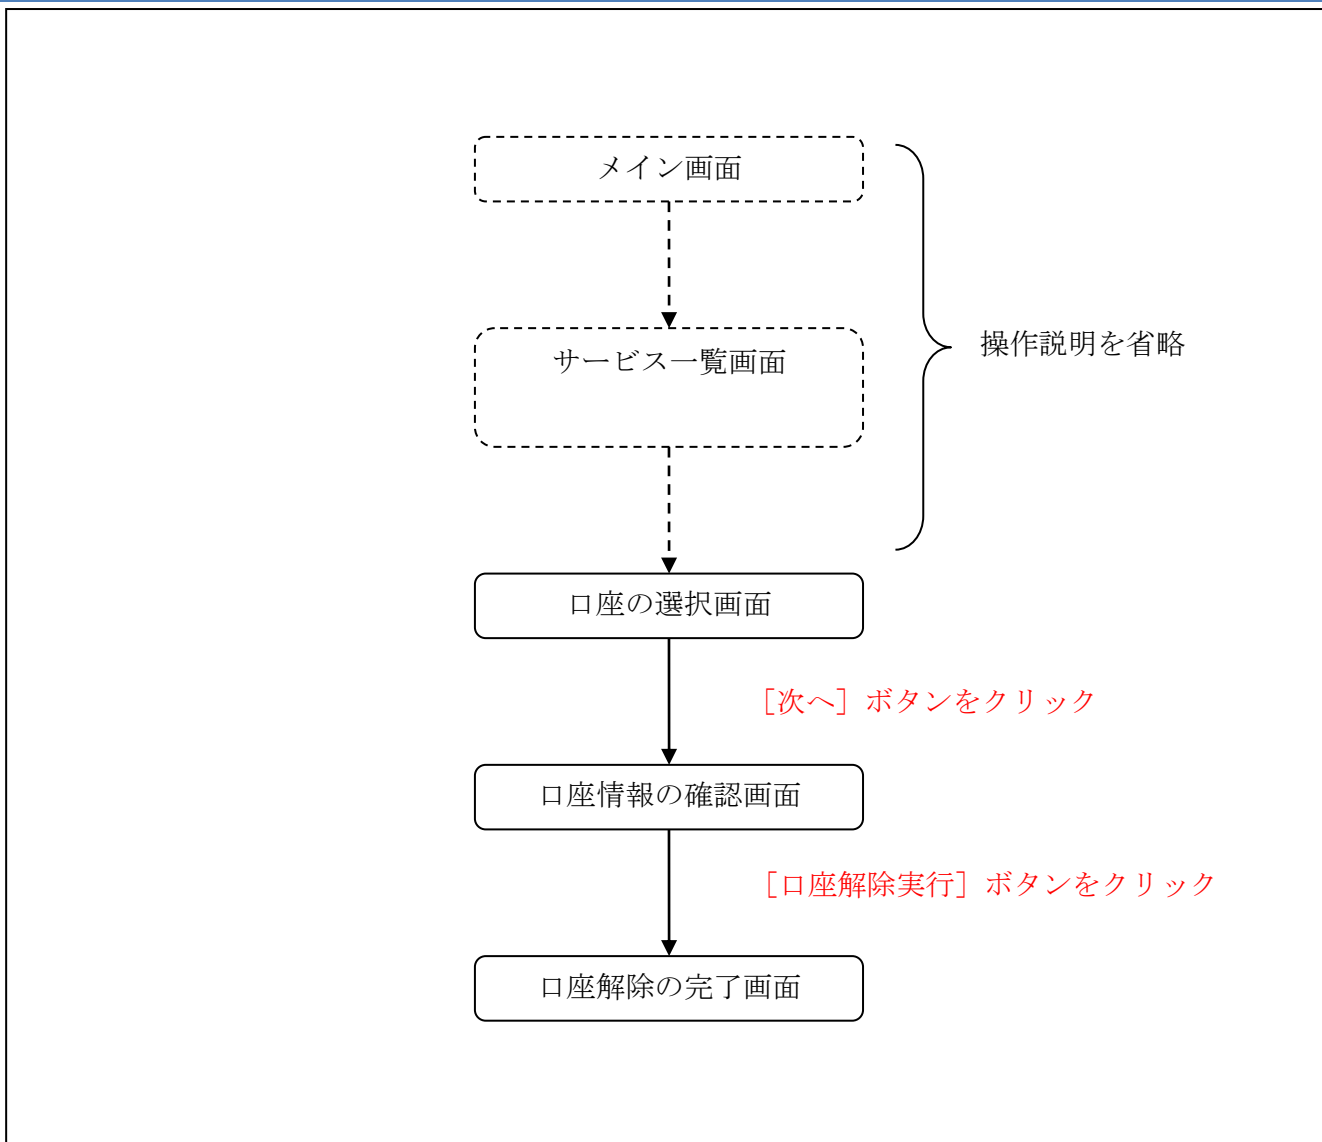 メイン画面
サービス一覧画面
操作説明を省略
口座の選択画面
［次へ］ボタンをクリック
口座情報の確認画面
［口座解除実行］ボタンをクリック
口座解除の完了画面